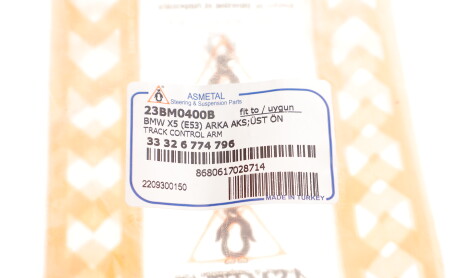 ASMETAL
Steering & Suspension Parts
23BM0400B fit to / uygun
BMW X5 (E53) ARKA AKS;ÜST ÖN
TRACK CONTROL ARM
33 32 6 774 796
8680617028714
2209300150
MADE IN TURKEY